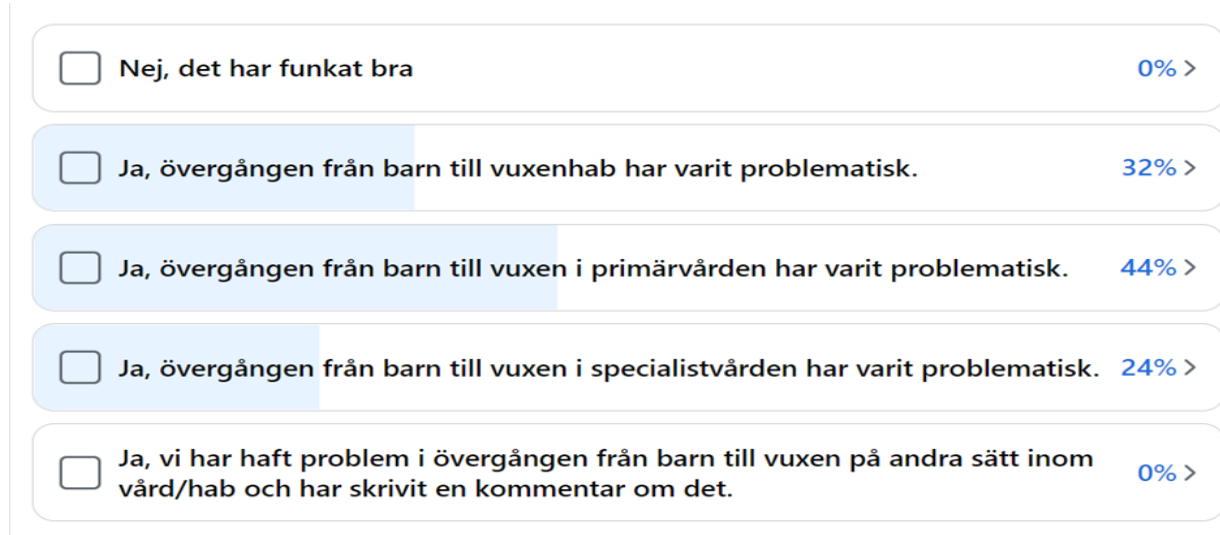 Nej, det har funkat bra 0% >
Ja, övergången från barn till vuxenhab har varit problematisk. 32% >
Ja, övergången från barn till vuxen i primärvården har varit problematisk. 44% >
Ja, övergången från barn till vuxen i specialistvården har varit problematisk. 24% >
Ja, vi har haft problem i övergången från barn till vuxen på andra sätt inom
vård/hab och har skrivit en kommentar om det. 0% >